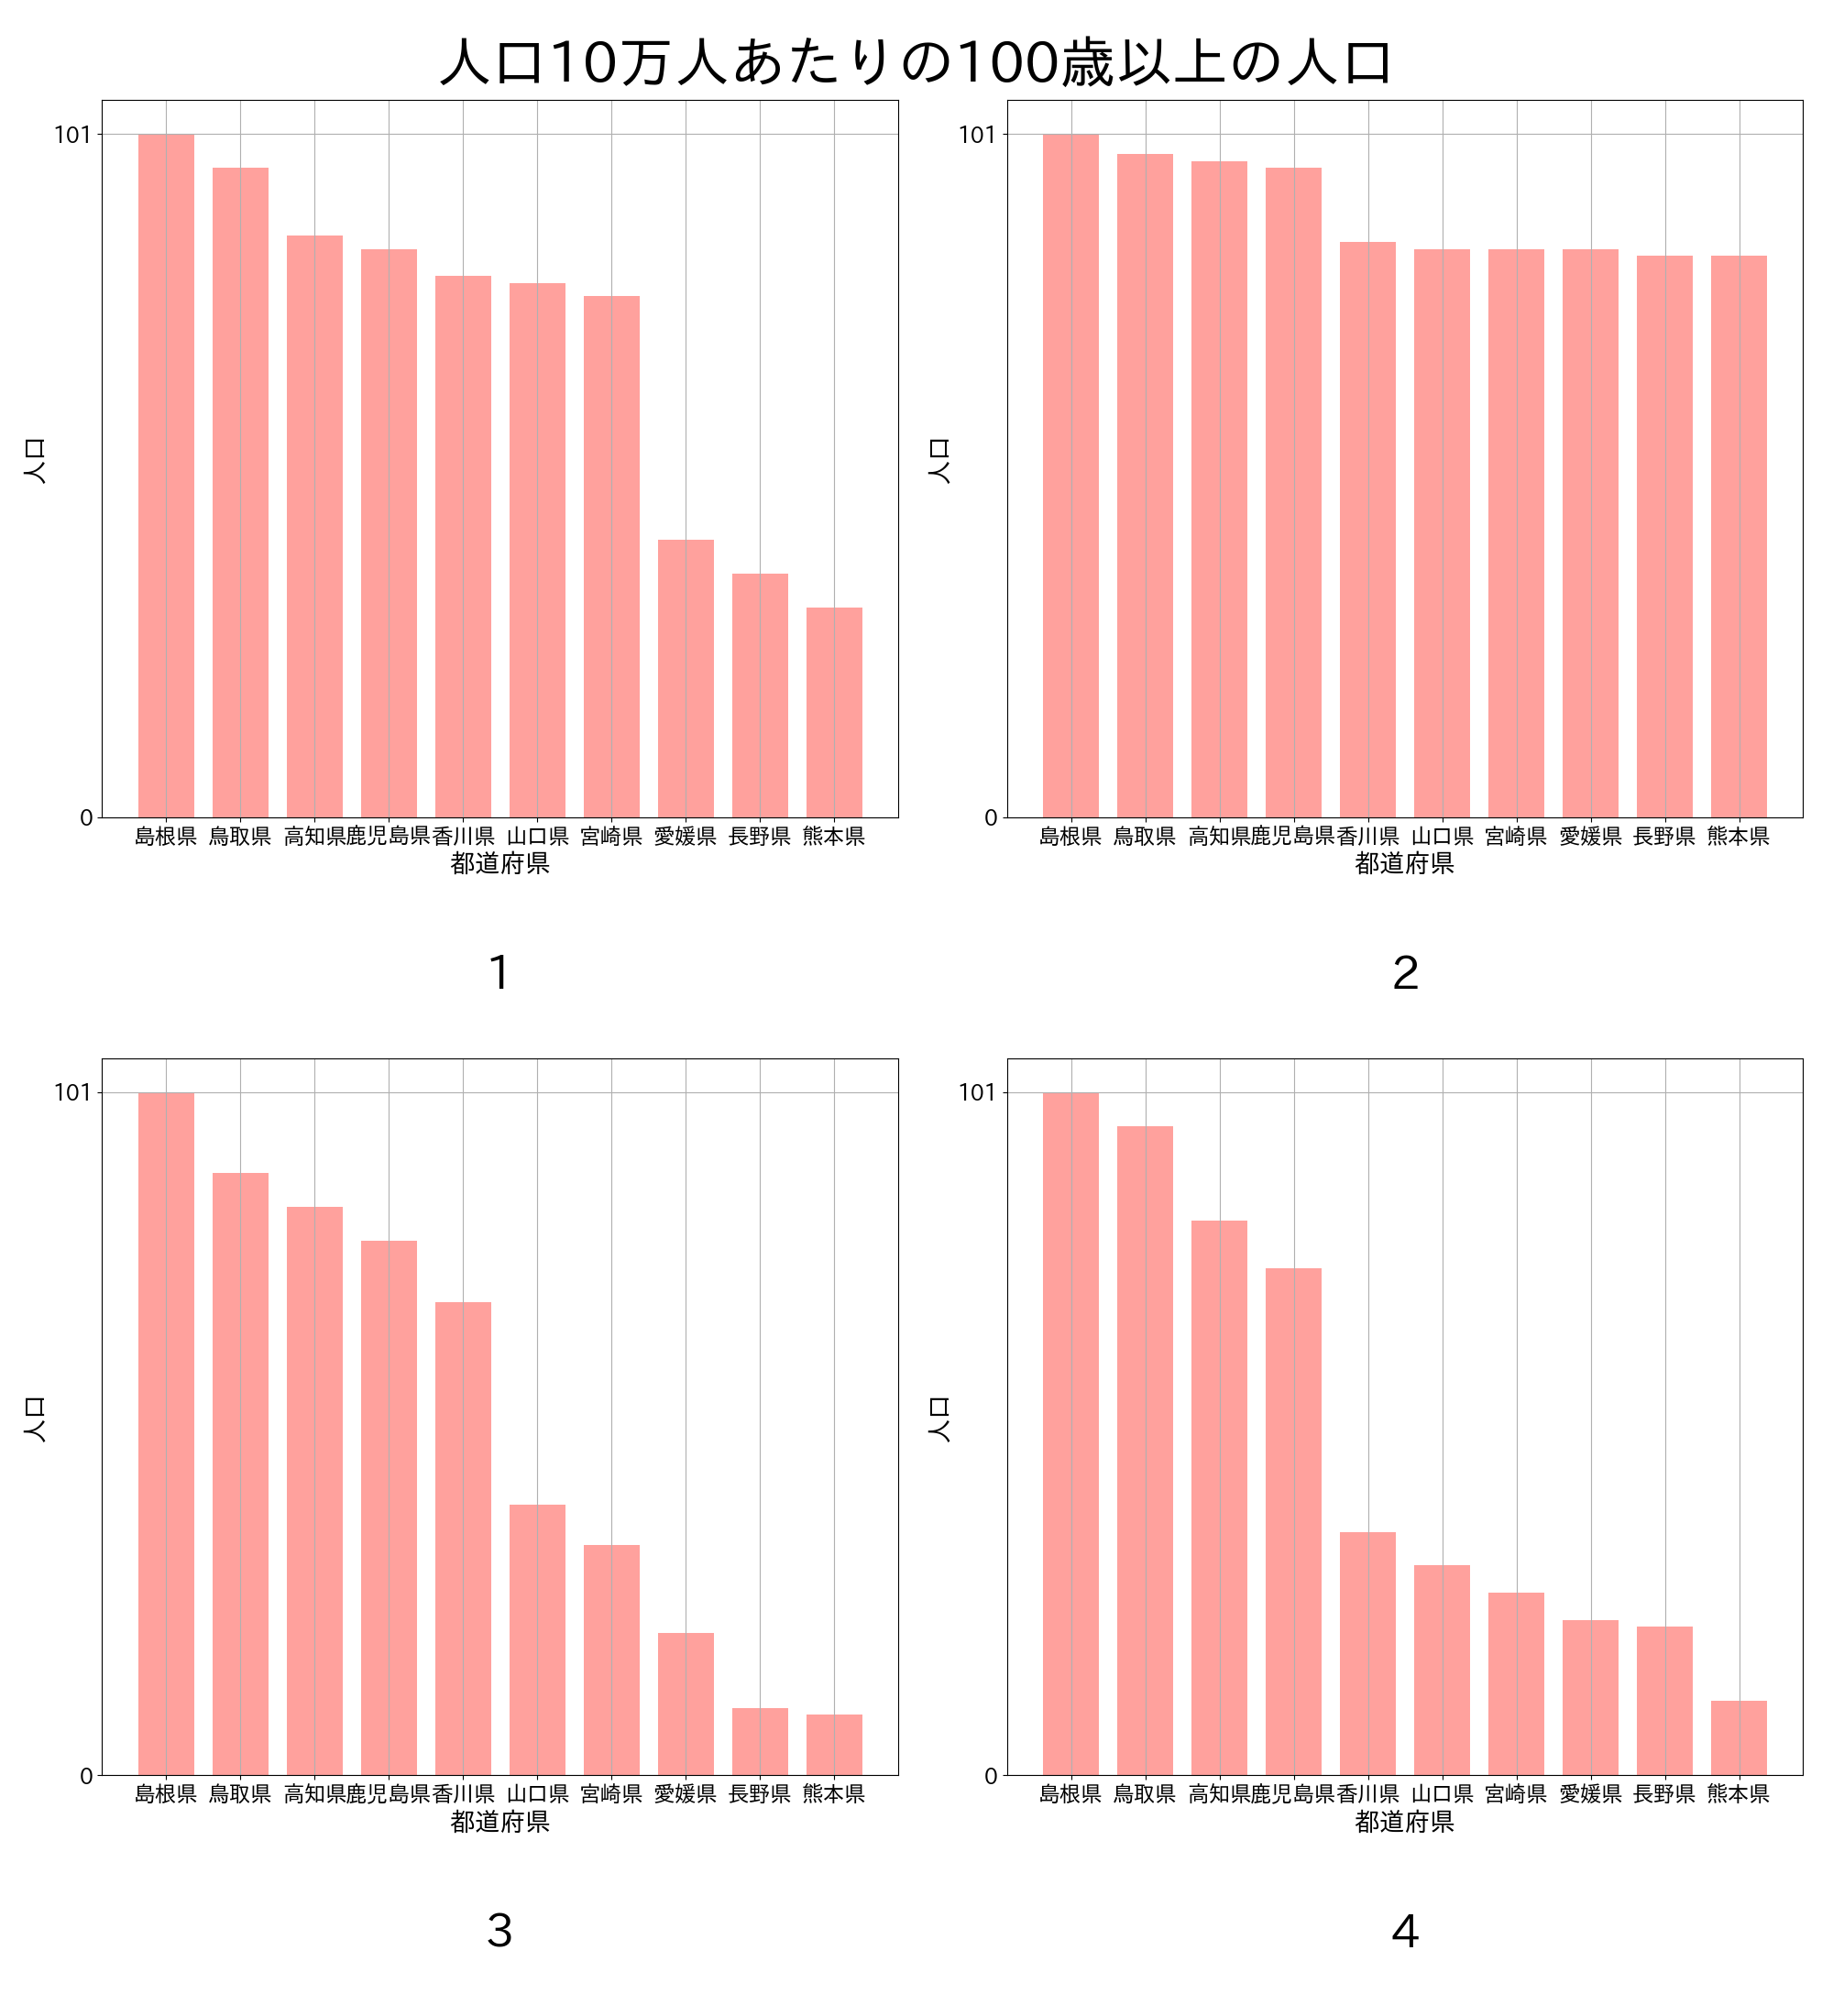 人口10万人あたりの100歳以上の人口
101
人口
0
島根県 鳥取県 高知県 鹿児島県 香川県 山口県 宮崎県 愛媛県 長野県 熊本県
都道府県
1
101
人口
0
島根県 鳥取県 高知県 鹿児島県 香川県 山口県 宮崎県 愛媛県 長野県 熊本県
都道府県
2
101
人口
0
島根県 鳥取県 高知県 鹿児島県 香川県 山口県 宮崎県 愛媛県 長野県 熊本県
都道府県
3
101
人口
0
島根県 鳥取県 高知県 鹿児島県 香川県 山口県 宮崎県 愛媛県 長野県 熊本県
都道府県
4